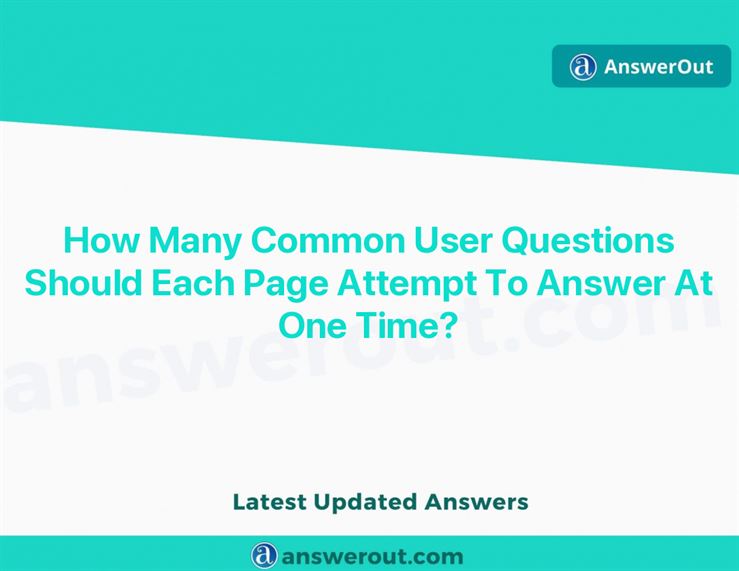 AnswerOut
How Many Common User Questions
Should Each Page Attempt To Answer At
One Time?
answerout.com
Latest Updated Answers
answerout.com